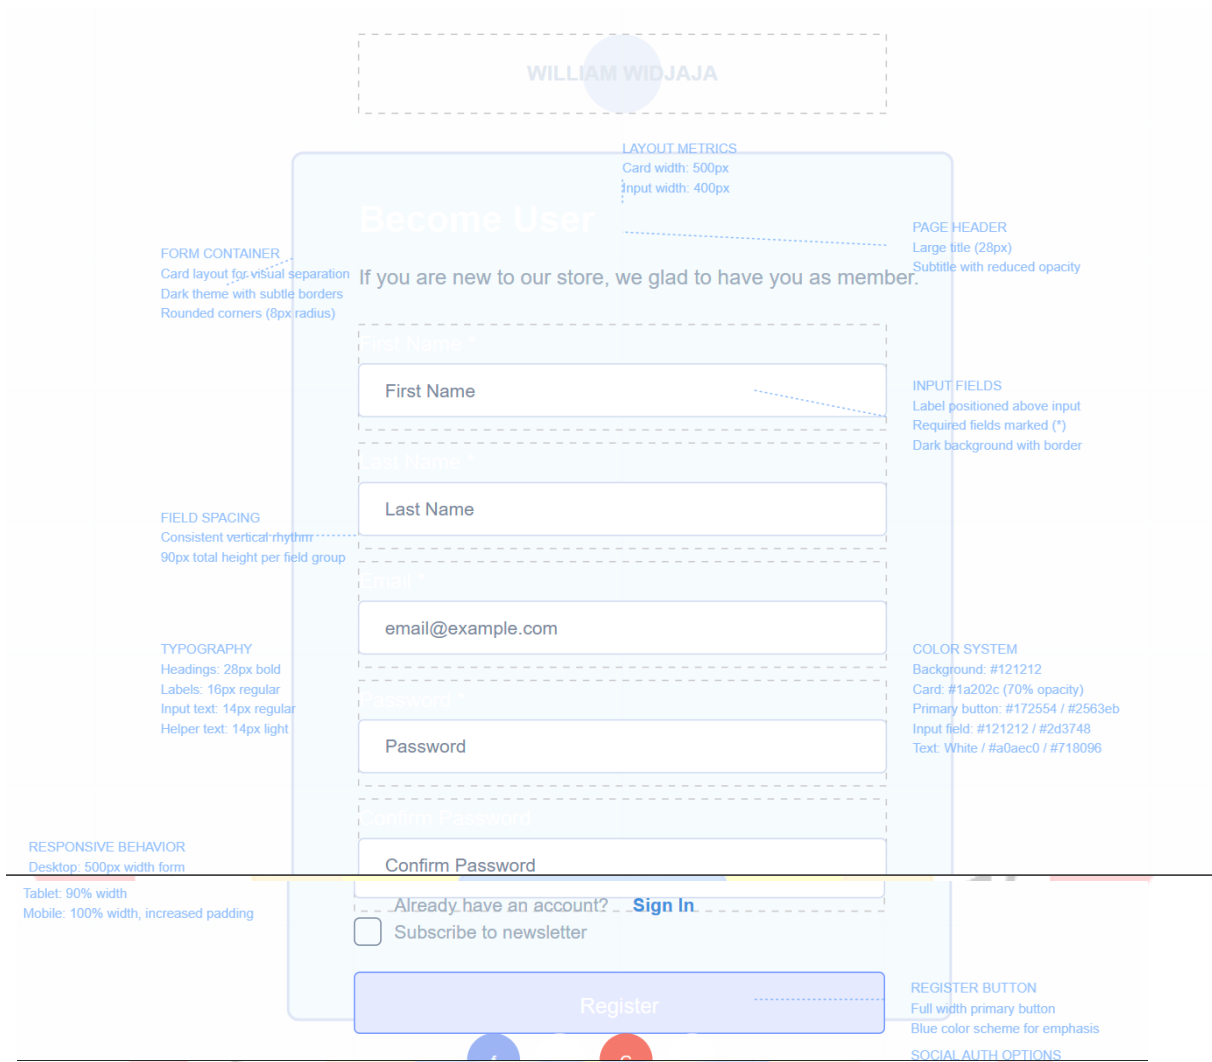 WILLIAM WIDJAJA
LAYOUT METRICS
Card width: 500px
Input width: 400px
Become User
If you are new to our store, we glad to have you as member.
PAGE HEADER
Large title (28px)
Subtitle with reduced opacity
FORM CONTAINER
Card layout for visual separation
Dark theme with subtle borders
Rounded corners (8px radius)
First Name *
First Name
INPUT FIELDS
Label positioned above input
Required fields marked (*)
Dark background with border
Last Name *
Last Name
FIELD SPACING
Consistent vertical rhythm
90px total height per field group
Email *
email@example.com
TYPOGRAPHY
Headings: 28px bold
Labels: 16px regular
Input text: 14px regular
Helper text: 14px light
COLOR SYSTEM
Background: #121212
Card: #1a202c (70% opacity)
Primary button: #172554 / #2563eb
Input field: #121212 / #2d3748
Text: White / #a0aec0 / #718096
Password *
Password
Confirm Password
Confirm Password
RESPONSIVE BEHAVIOR
Desktop: 500px width form
Tablet: 90% width
Mobile: 100% width, increased padding
Already have an account? Sign In
Subscribe to newsletter
Register
REGISTER BUTTON
Full width primary button
Blue color scheme for emphasis
SOCIAL AUTH OPTIONS